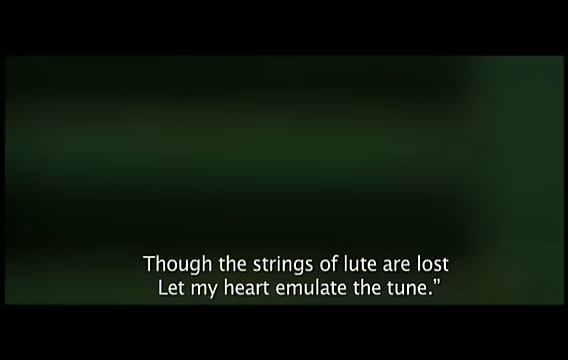 Though the strings of lute are lost
Let my heart emulate the tune.”